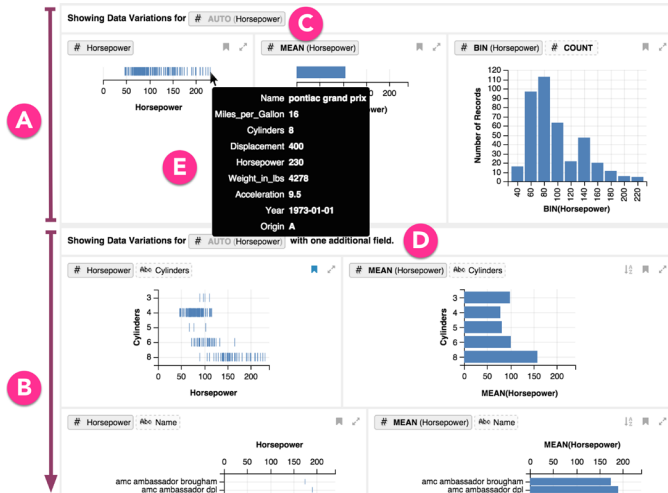 Showing Data Variations for # AUTO (Horsepower)
C
# Horsepower
# MEAN (Horsepower)
# BIN (Horsepower) # COUNT
A
0 50 100 150 200
Horsepower
0 50 100 150 200
E
Name pontiac grand prix
Miles_per_Gallon 16
Cylinders 8
Displacement 400
Horsepower 230
Weight_in_lbs 4278
Acceleration 9.5
Year 1973-01-01
Origin A
Number of Records
120
110
100
90
80
70
60
50
40
30
20
10
0
40 60 80 100 120 140 160 180 200 220
BIN(Horsepower)
B
Showing Data Variations for # AUTO (Horsepower) with one additional field.
D
# Horsepower Abc Cylinders
Cylinders
3
4
5
6
8
0 50 100 150 200
Horsepower
# MEAN (Horsepower) Abc Cylinders
Cylinders
3
4
5
6
8
0 50 100 150 200
MEAN(Horsepower)
# Horsepower Abc Name
Horsepower
0 50 100 150 200
amc ambassador brougham
amc ambassador dpl
# MEAN (Horsepower) Abc Name
MEAN(Horsepower)
0 50 100 150 200
amc ambassador brougham
amc ambassador dpl